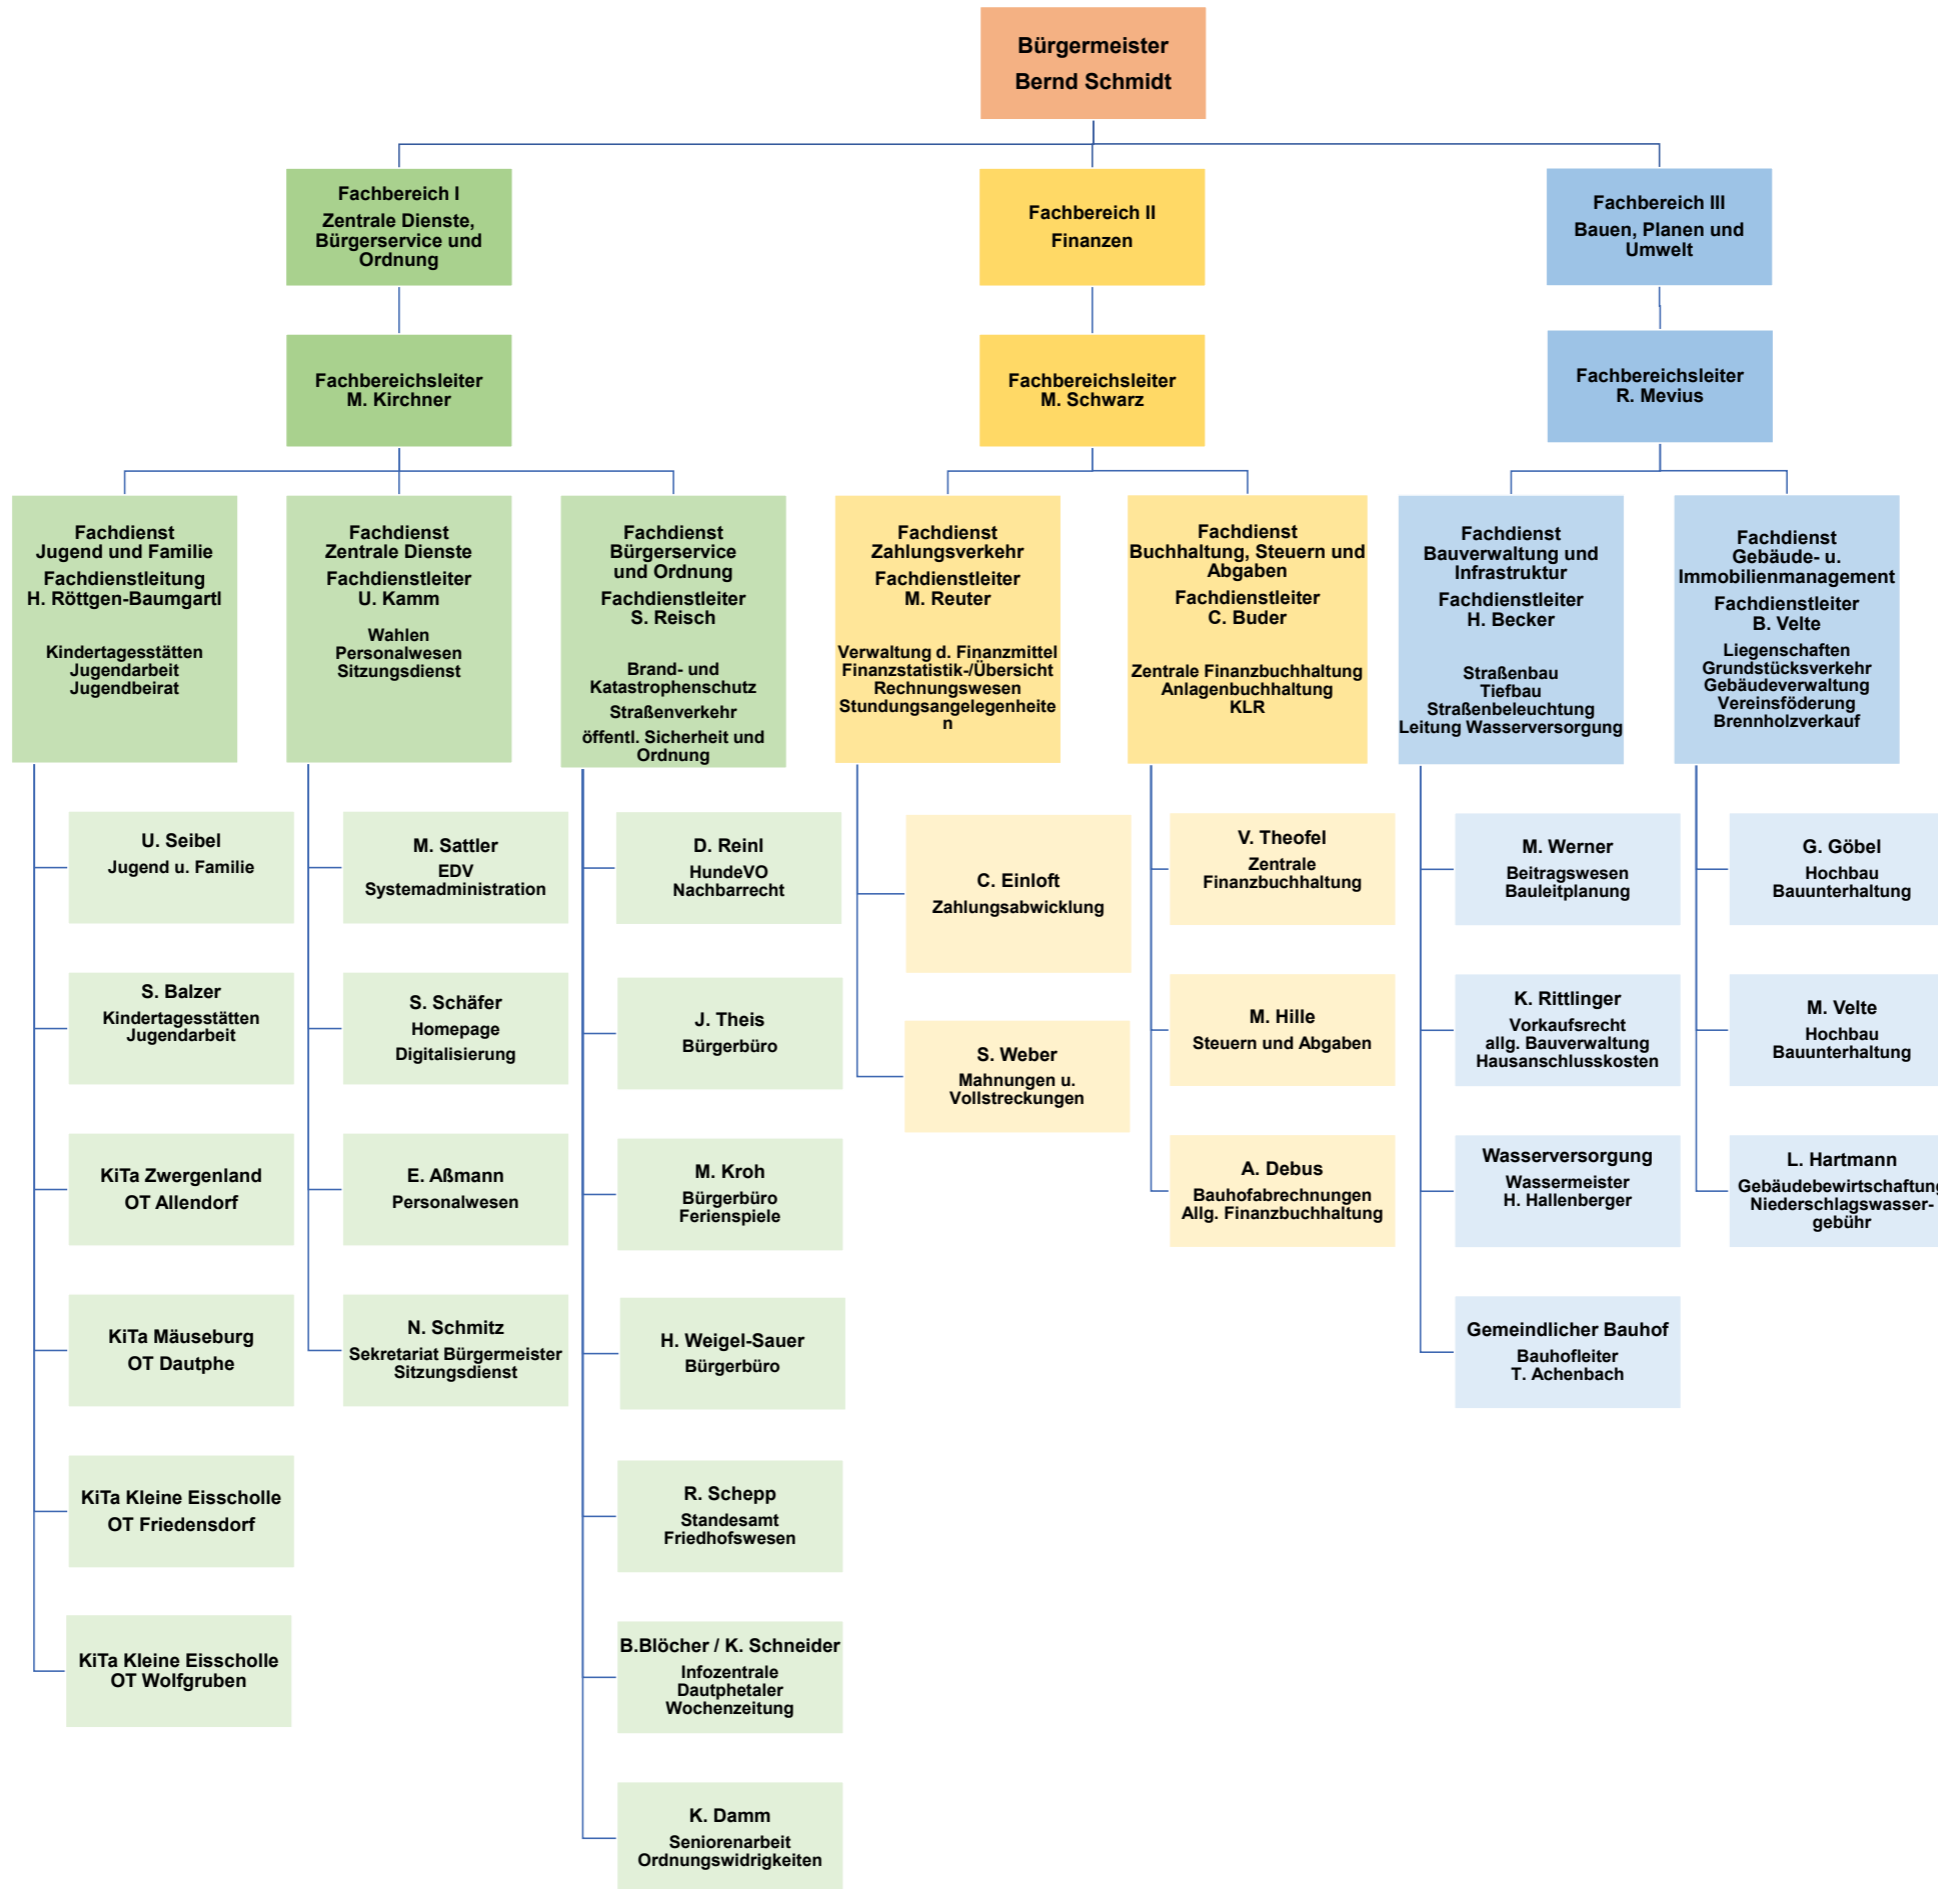 Bürgermeister
Bernd Schmidt
Fachbereich I
Zentrale Dienste,
Bürgerservice und
Ordnung
Fachbereich II
Finanzen
Fachbereich III
Bauen, Planen und
Umwelt
Fachbereichsleiter
M. Kirchner
Fachbereichsleiter
M. Schwarz
Fachbereichsleiter
R. Mevius
Fachdienst
Jugend und Familie
Fachdienstleitung
H. Röttgen-Baumgartl
Kindertagesstätten
Jugendarbeit
Jugendbeirat
Fachdienst
Zentrale Dienste
Fachdienstleiter
U. Kamm
Wahlen
Personalwesen
Sitzungsdienst
Fachdienst
Bürgerservice
und Ordnung
Fachdienstleiter
S. Reisch
Brand- und
Katastrophenschutz
Straßenverkehr
öffentl. Sicherheit und
Ordnung
Fachdienst
Zahlungsverkehr
Fachdienstleiter
M. Reuter
Verwaltung d. Finanzmittel
Finanzstatistik-/Übersicht
Rechnungswesen
Stundungsangelegenheite
n
Fachdienst
Buchhaltung, Steuern und
Abgaben
Fachdienstleiter
C. Buder
Zentrale Finanzbuchhaltung
Anlagenbuchhaltung
KLR
Fachdienst
Bauverwaltung und
Infrastruktur
Fachdienstleiter
H. Becker
Straßenbau
Tiefbau
Straßenbeleuchtung
Leitung Wasserversorgung
Fachdienst
Gebäude- u.
Immobilienmanagement
Fachdienstleiter
B. Velte
Liegenschaften
Grundstücksverkehr
Gebäudeverwaltung
Vereinsföderung
Brennholzverkauf
U. Seibel
Jugend u. Familie
S. Balzer
Kindertagesstätten
Jugendarbeit
KiTa Zwergenland
OT Allendorf
KiTa Mäuseburg
OT Dautphe
KiTa Kleine Eisscholle
OT Friedensdorf
KiTa Kleine Eisscholle
OT Wolfgruben
M. Sattler
EDV
Systemadministration
S. Schäfer
Homepage
Digitalisierung
E. Aßmann
Personalwesen
N. Schmitz
Sekretariat Bürgermeister
Sitzungsdienst
D. Reinl
HundeVO
Nachbarrecht
J. Theis
Bürgerbüro
M. Kroh
Bürgerbüro
Ferienspiele
H. Weigel-Sauer
Bürgerbüro
R. Schepp
Standesamt
Friedhofswesen
B.Blöcher / K. Schneider
Infozentrale
Dautphetaler
Wochenzeitung
K. Damm
Seniorenarbeit
Ordnungswidrigkeiten
C. Einloft
Zahlungsabwicklung
S. Weber
Mahnungen u.
Vollstreckungen
V. Theofel
Zentrale
Finanzbuchhaltung
M. Hille
Steuern und Abgaben
A. Debus
Bauhofabrechnungen
Allg. Finanzbuchhaltung
M. Werner
Beitragswesen
Bauleitplanung
K. Rittlinger
Vorkaufsrecht
allg. Bauverwaltung
Hausanschlusskosten
Wasserversorgung
Wassermeister
H. Hallenberger
Gemeindlicher Bauhof
Bauhofleiter
T. Achenbach
G. Göbel
Hochbau
Bauunterhaltung
M. Velte
Hochbau
Bauunterhaltung
L. Hartmann
Gebäudebewirtschaftung
Niederschlagswasser-
gebühr